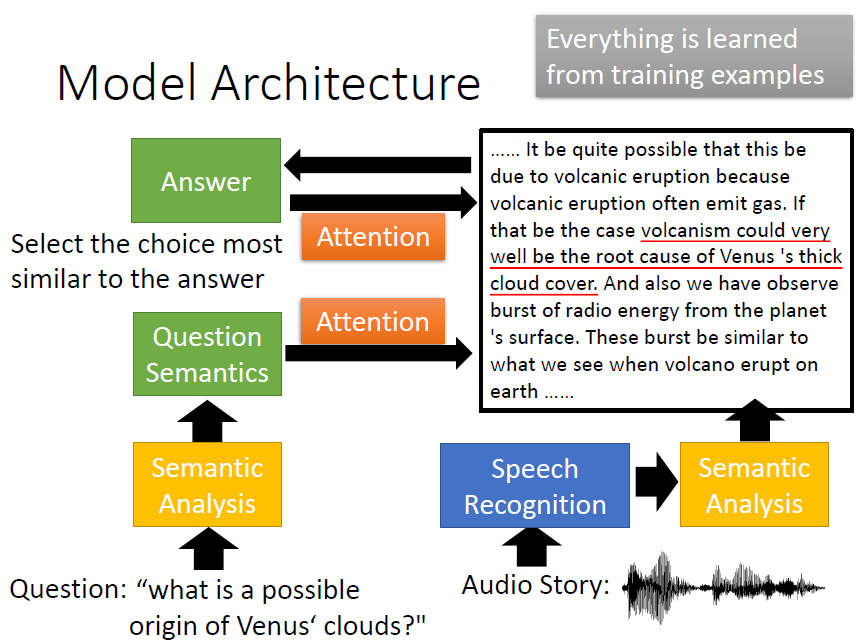 Everything is learned
from training examples
Model Architecture
Answer
Attention
Select the choice most
similar to the answer
Attention
Question
Semantics
Semantic
Analysis
Question: “what is a possible
origin of Venus‘ clouds?"
...... It be quite possible that this be
due to volcanic eruption because
volcanic eruption often emit gas. If
that be the case volcanism could very
well be the root cause of Venus 's thick
cloud cover. And also we have observe
burst of radio energy from the planet
's surface. These burst be similar to
what we see when volcano erupt on
earth ......
Speech
Recognition
Semantic
Analysis
Audio Story: